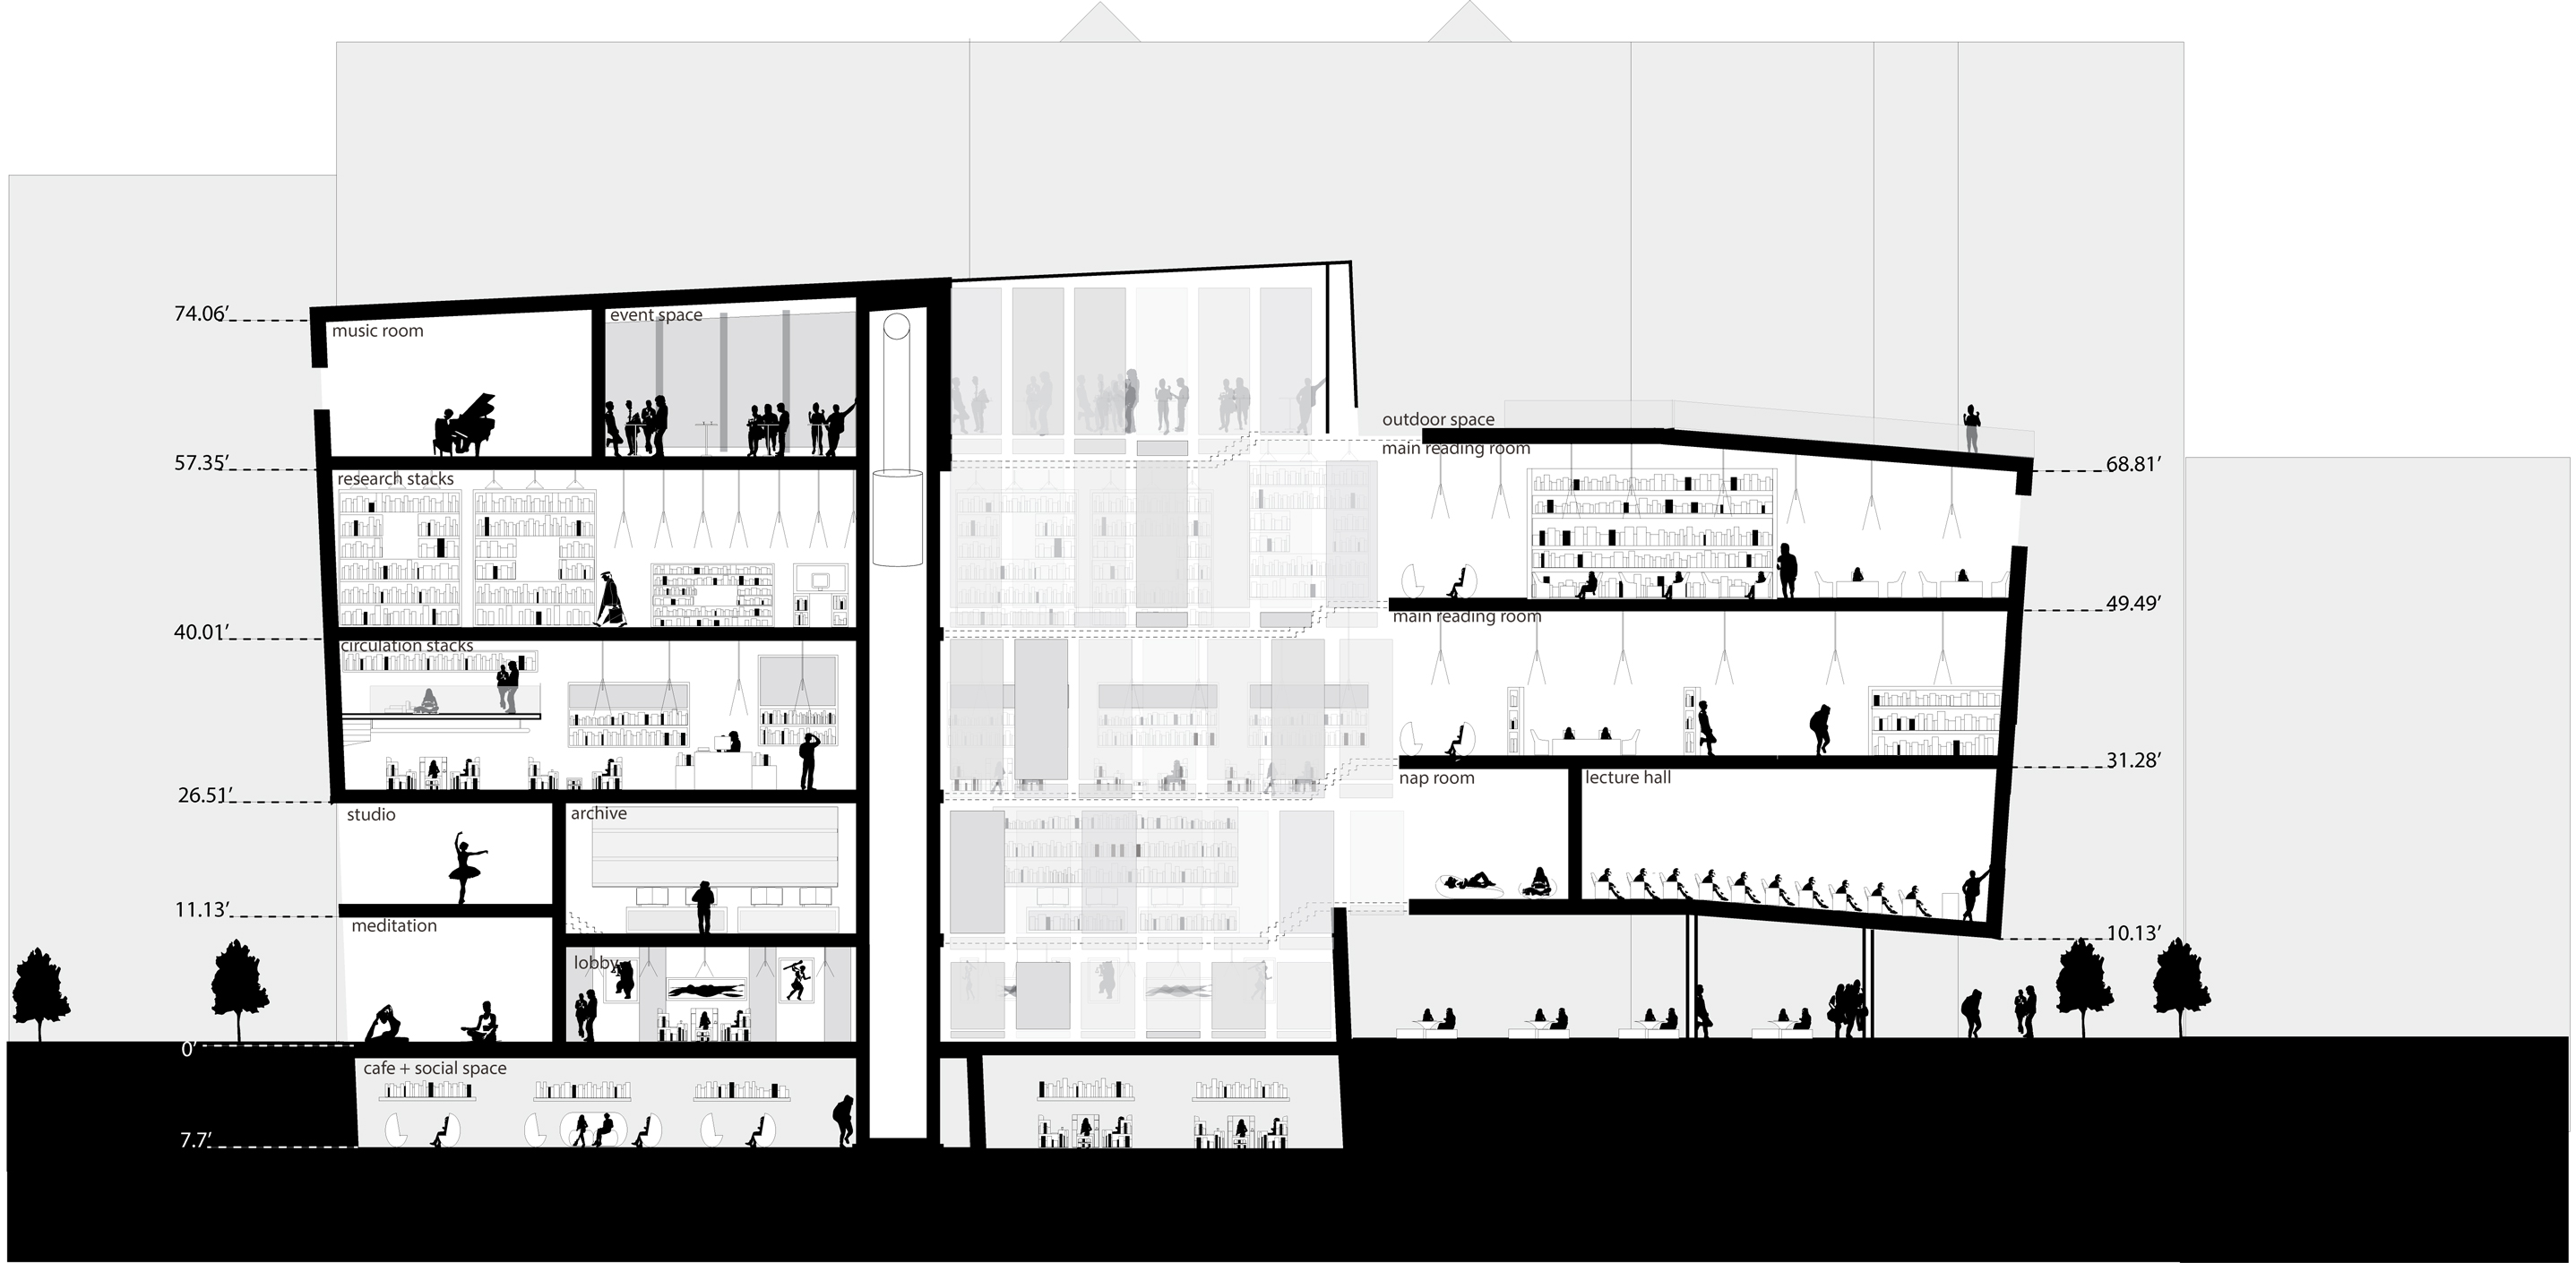 74.06’
music room
event space
outdoor space
main reading room
57.35’
68.81’
research stacks
49.49’
main reading room
40.01’
circulation stacks
31.28’
nap room
lecture hall
26.51’
studio
archive
11.13’
meditation
10.13’
lobby
0’
cafe + social space
7.7’